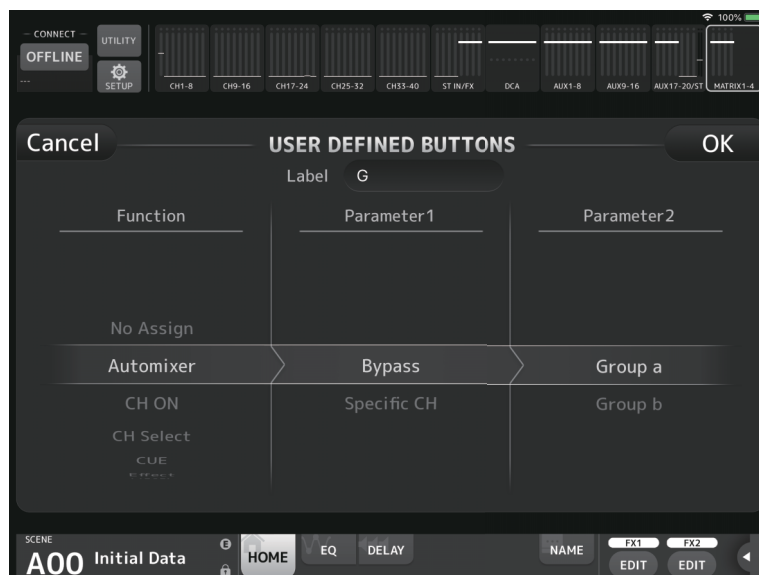 100%
CONNECT
OFFLINE
---
UTILITY
SETUP
CH1-8 CH9-16 CH17-24 CH25-32 CH33-40 ST IN/FX DCA AUX1-8 AUX9-16 AUX17-20/ST MATRIX1-4
Cancel USER DEFINED BUTTONS OK
Label G
Function Parameter1 Parameter2
No Assign
Automixer Bypass Group a
CH ON Specific CH Group b
CH Select
CUE
Effect
SCENE
A00 Initial Data
E
HOME EQ DELAY NAME
FX1 FX2
EDIT EDIT